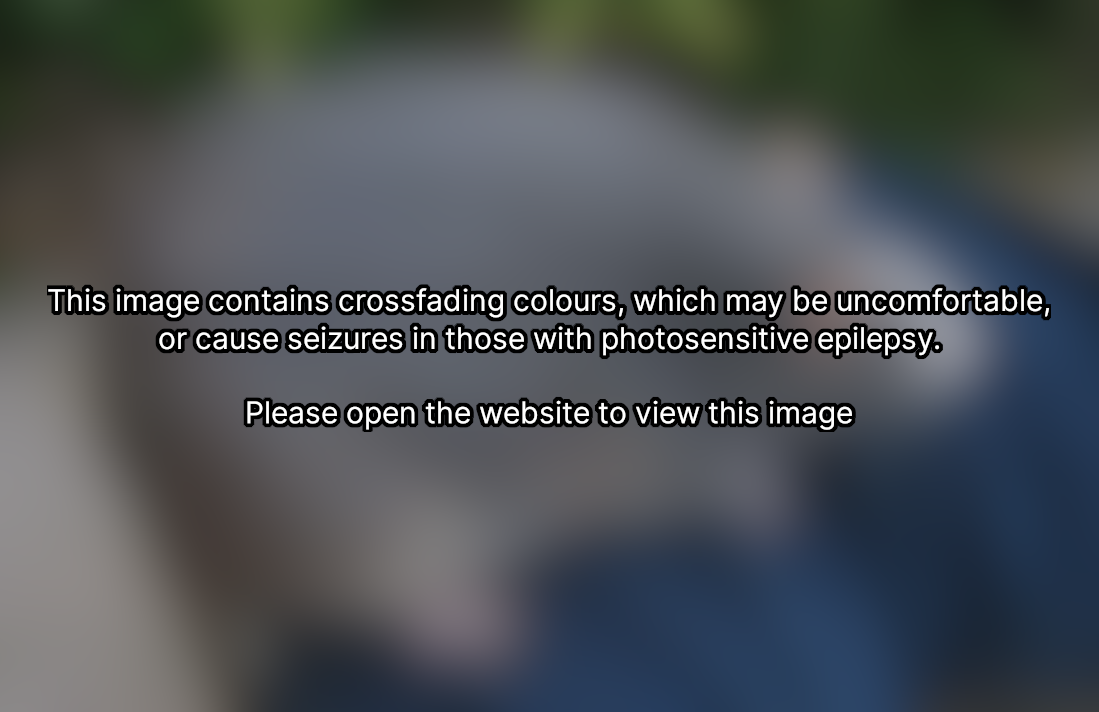 This image contains crossfading colours, which may be uncomfortable,
or cause seizures in those with photosensitive epilepsy.
Please open the website to view this image